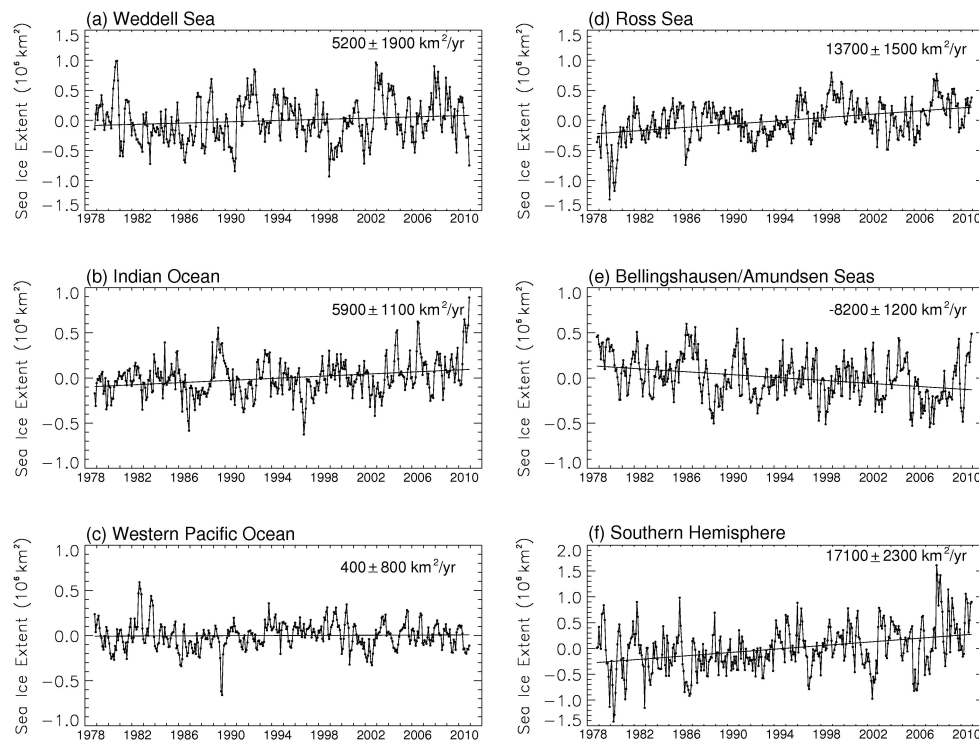 (a) Weddell Sea
5200 ± 1900 km²/yr
Sea Ice Extent (10⁶ km²)
1.5
1.0
0.5
0.0
−0.5
−1.0
−1.5
1978 1982 1986 1990 1994 1998 2002 2006 2010
(d) Ross Sea
13700 ± 1500 km²/yr
Sea Ice Extent (10⁶ km²)
1.5
1.0
0.5
0.0
−0.5
−1.0
−1.5
1978 1982 1986 1990 1994 1998 2002 2006 2010
(b) Indian Ocean
5900 ± 1100 km²/yr
Sea Ice Extent (10⁶ km²)
1.0
0.5
0.0
−0.5
−1.0
1978 1982 1986 1990 1994 1998 2002 2006 2010
(e) Bellingshausen/Amundsen Seas
-8200 ± 1200 km²/yr
Sea Ice Extent (10⁶ km²)
1.0
0.5
0.0
−0.5
−1.0
1978 1982 1986 1990 1994 1998 2002 2006 2010
(c) Western Pacific Ocean
400 ± 800 km²/yr
Sea Ice Extent (10⁶ km²)
1.0
0.5
0.0
−0.5
−1.0
1978 1982 1986 1990 1994 1998 2002 2006 2010
(f) Southern Hemisphere
17100 ± 2300 km²/yr
Sea Ice Extent (10⁶ km²)
2.0
1.5
1.0
0.5
0.0
−0.5
−1.0
−1.5
1978 1982 1986 1990 1994 1998 2002 2006 2010